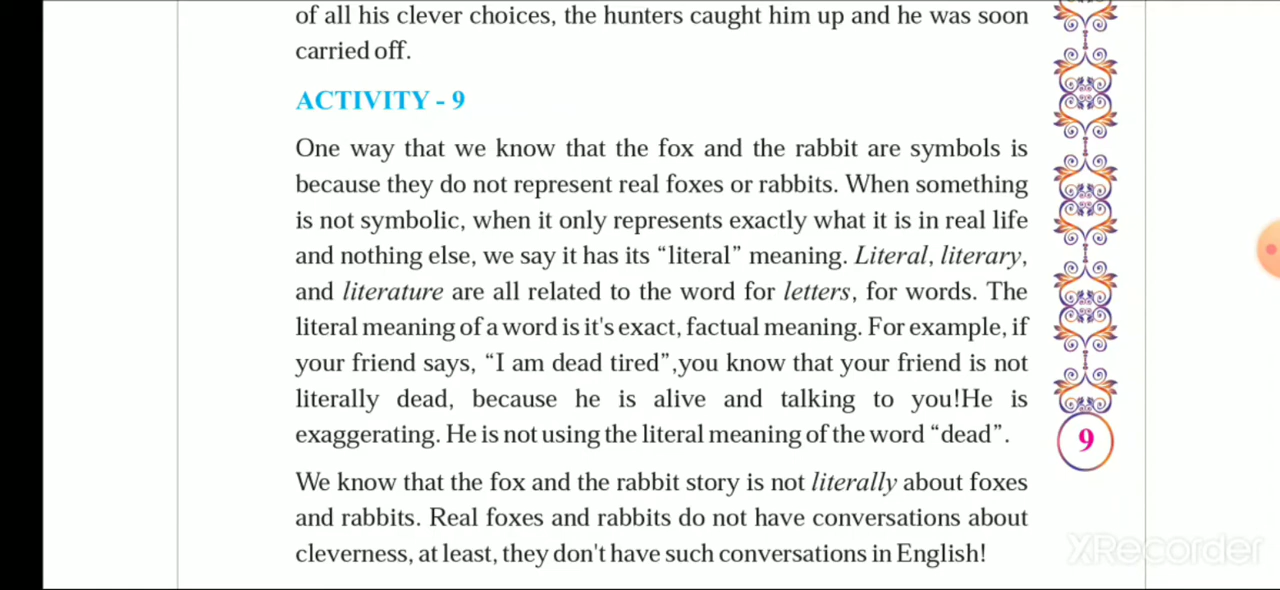 of all his clever choices, the hunters caught him up and he was soon
carried off.
ACTIVITY - 9
One way that we know that the fox and the rabbit are symbols is
because they do not represent real foxes or rabbits. When something
is not symbolic, when it only represents exactly what it is in real life
and nothing else, we say it has its “literal” meaning. Literal, literary,
and literature are all related to the word for letters, for words. The
literal meaning of a word is it's exact, factual meaning. For example, if
your friend says, “I am dead tired”,you know that your friend is not
literally dead, because he is alive and talking to you!He is
exaggerating. He is not using the literal meaning of the word “dead”.
9
We know that the fox and the rabbit story is not literally about foxes
and rabbits. Real foxes and rabbits do not have conversations about
cleverness, at least, they don't have such conversations in English!
XRecorder